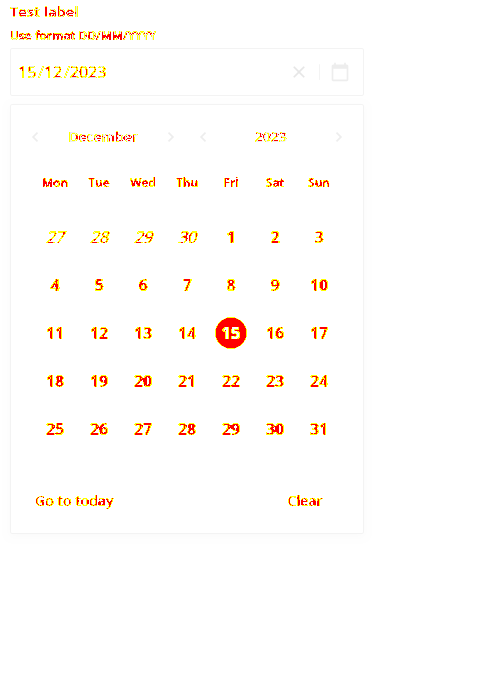 Test label
Use format DD/MM/YYYY
15/12/2023
December 2023
Mon Tue Wed Thu Fri Sat Sun
27 28 29 30 1 2 3
4 5 6 7 8 9 10
11 12 13 14 15 16 17
18 19 20 21 22 23 24
25 26 27 28 29 30 31
Go to today Clear